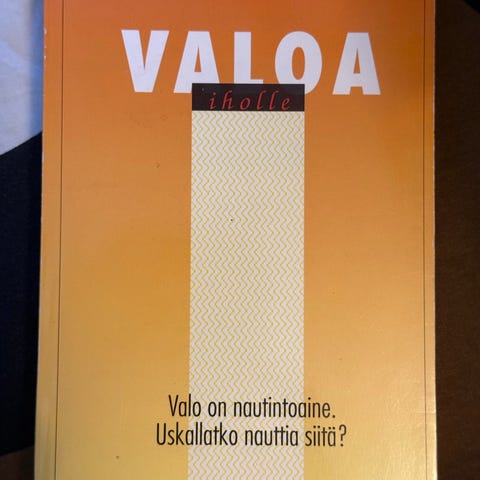 VALOA
iholle
Valo on nautintoaine.
Uskallatko nauttia siitä?